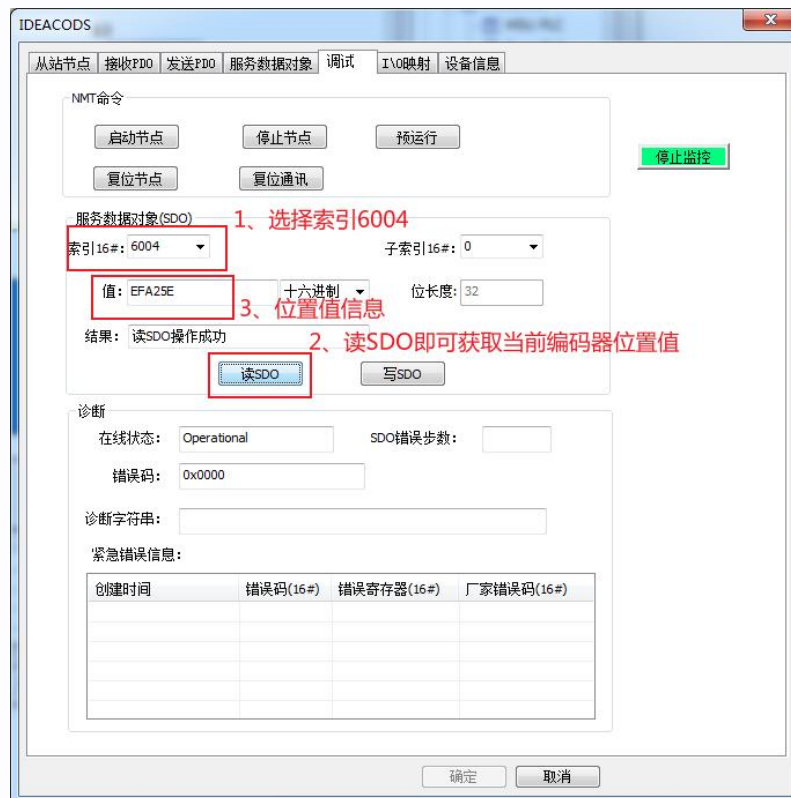 IDEACODS
从站节点 接收PDO 发送PDO 服务数据对象 调试 I\O映射 设备信息
NMT命令
启动节点 停止节点 预运行
停止监控
复位节点 复位通讯
服务数据对象(SDO)
1、选择索引6004
索引16#: 6004 子索引16#: 0
值: EFA25E 十六进制 位长度: 32
3、位置值信息
结果: 读SDO操作成功
2、读SDO即可获取当前编码器位置值
读SDO 写SDO
诊断
在线状态: Operational SDO错误步数:
错误码: 0x0000
诊断字符串:
紧急错误信息:
创建时间 错误码(16#) 错误寄存器(16#) 厂家错误码(16#)
确定 取消